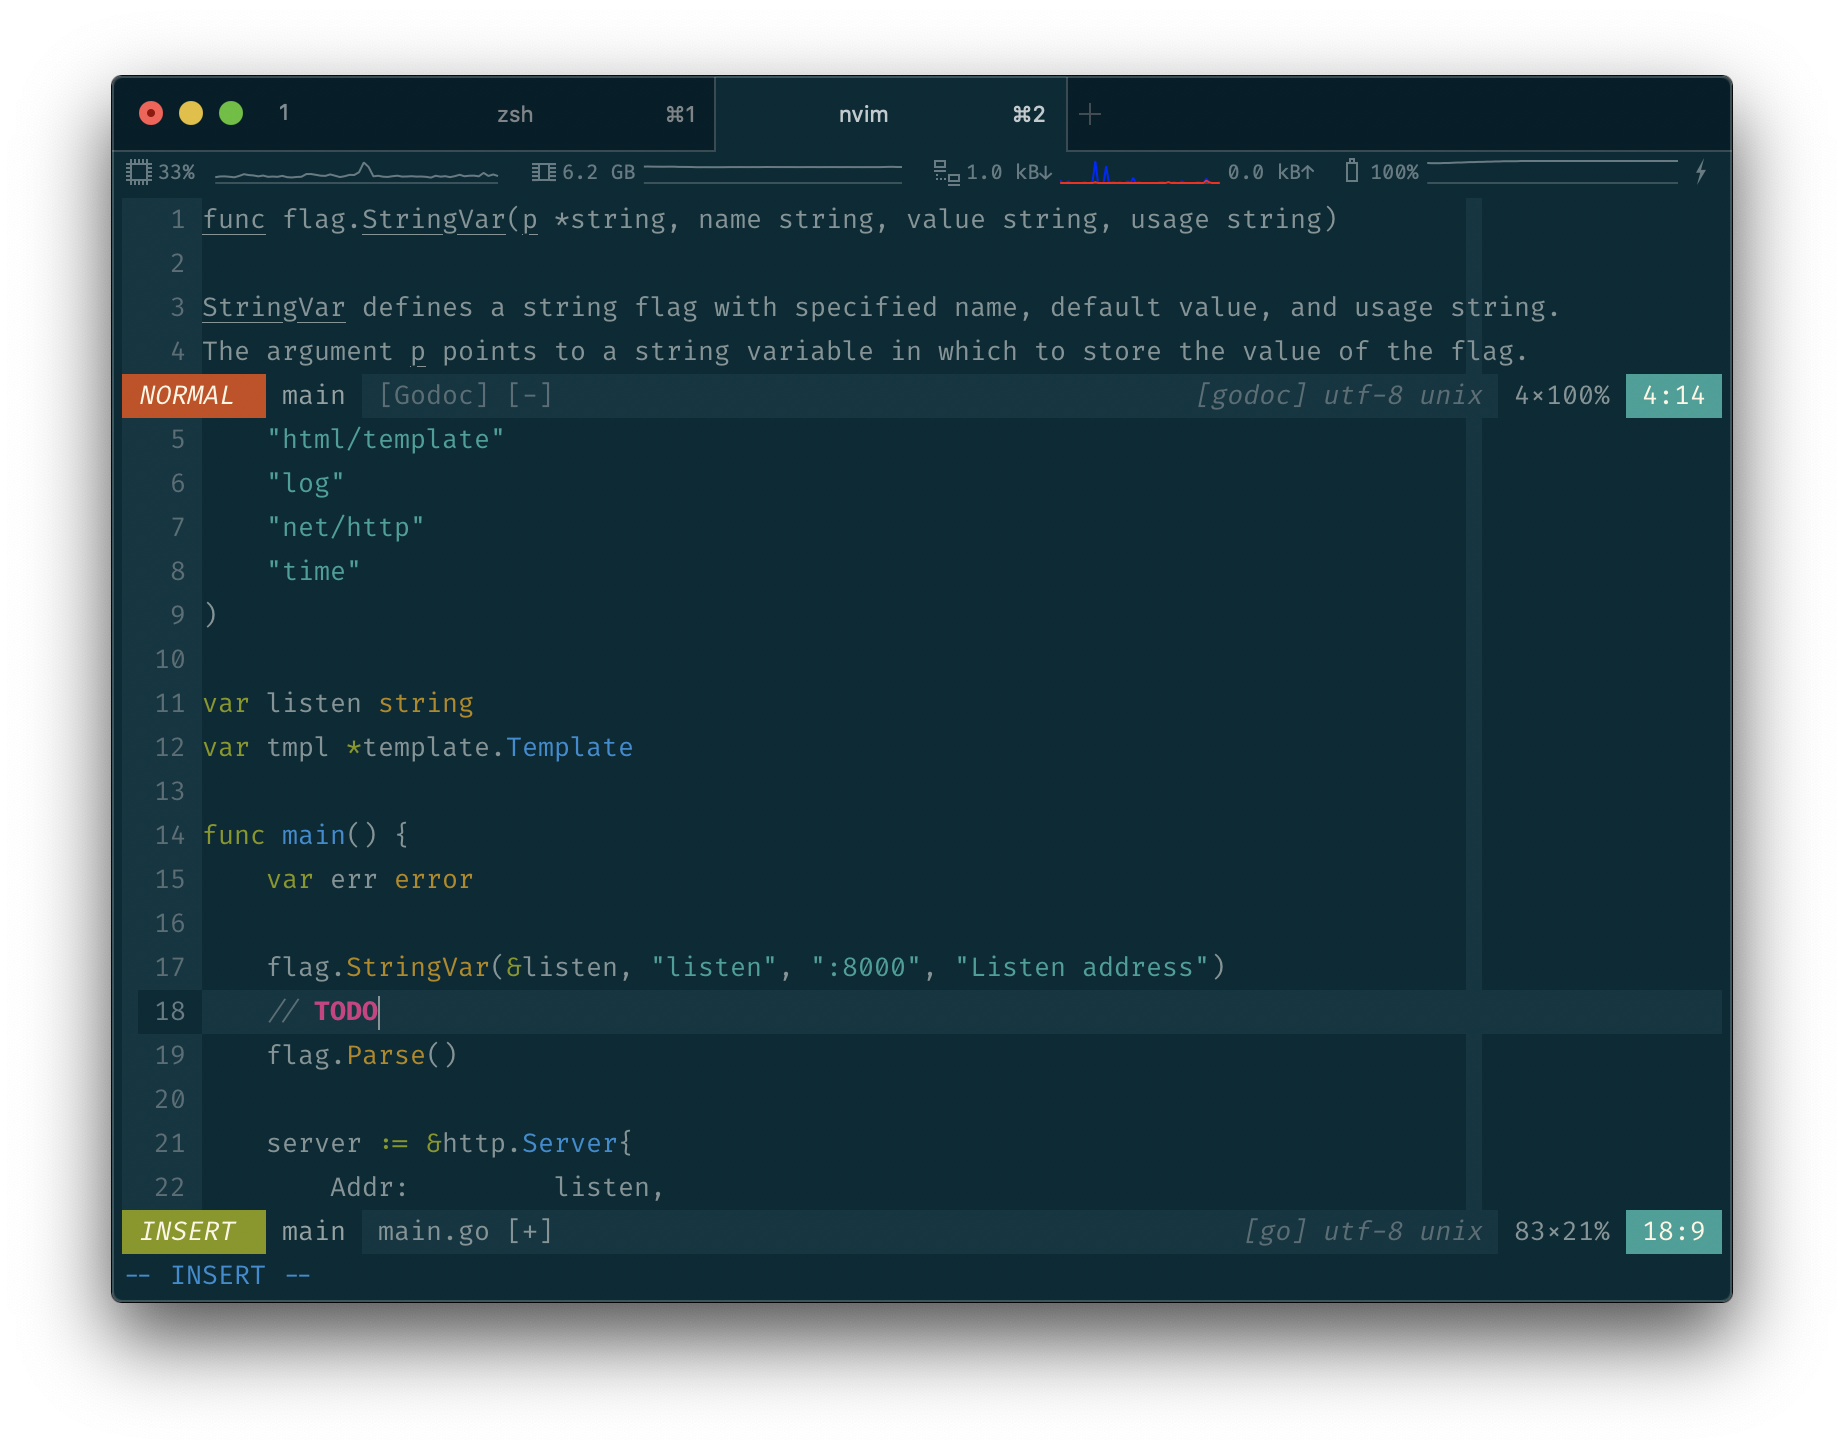 1 zsh ⌘1 nvim ⌘2 +
33% 6.2 GB 1.0 kB↓ 0.0 kB↑ 100%
1 func flag.StringVar(p *string, name string, value string, usage string)
2
3 StringVar defines a string flag with specified name, default value, and usage string.
4 The argument p points to a string variable in which to store the value of the flag.
NORMAL main [Godoc] [-] [godoc] utf-8 unix 4×100% 4:14
5 "html/template"
6 "log"
7 "net/http"
8 "time"
9 )
10
11 var listen string
12 var tmpl *template.Template
13
14 func main() {
15 var err error
16
17 flag.StringVar(&listen, "listen", ":8000", "Listen address")
18 // TODO
19 flag.Parse()
20
21 server := &http.Server{
22 Addr: listen,
INSERT main main.go [+] [go] utf-8 unix 83×21% 18:9
-- INSERT --